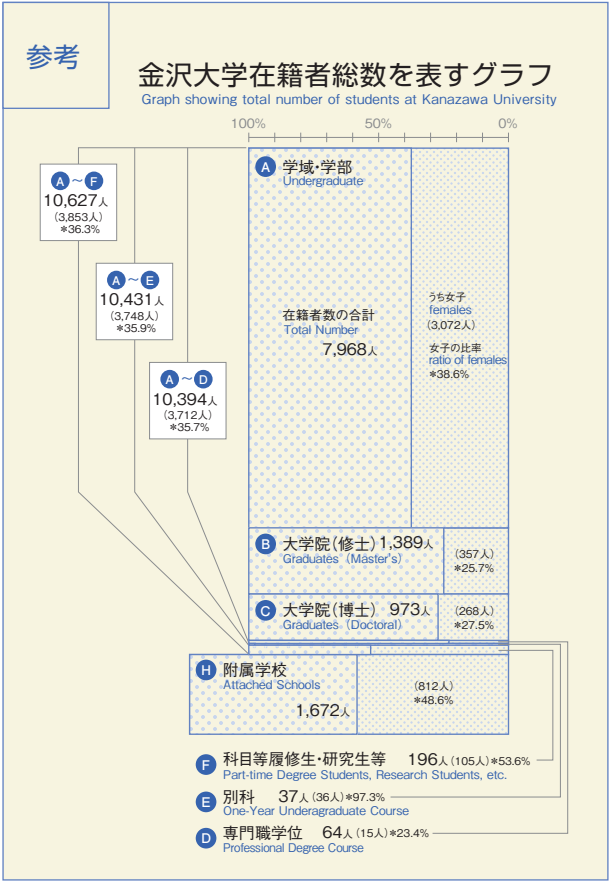 参考
金沢大学在籍者総数を表すグラフ
Graph showing total number of students at Kanazawa University
100%
50%
0%
A～F
10,627人
(3,853人)
*36.3%
A～E
10,431人
(3,748人)
*35.9%
A～D
10,394人
(3,712人)
*35.7%
A 学域・学部
Undergraduate
在籍者数の合計
Total Number
7,968人
うち女子
females
(3,072人)
女子の比率
ratio of females
*38.6%
B 大学院(修士) 1,389人
Graduates (Master's)
(357人)
*25.7%
C 大学院(博士) 973人
Graduates (Doctoral)
(268人)
*27.5%
H 附属学校
Attached Schools
1,672人
(812人)
*48.6%
F 科目等履修生・研究生等 196人(105人)*53.6%
Part-time Degree Students, Research Students, etc.
E 別科 37人(36人)*97.3%
One-Year Underagraduate Course
D 専門職学位 64人(15人)*23.4%
Professional Degree Course